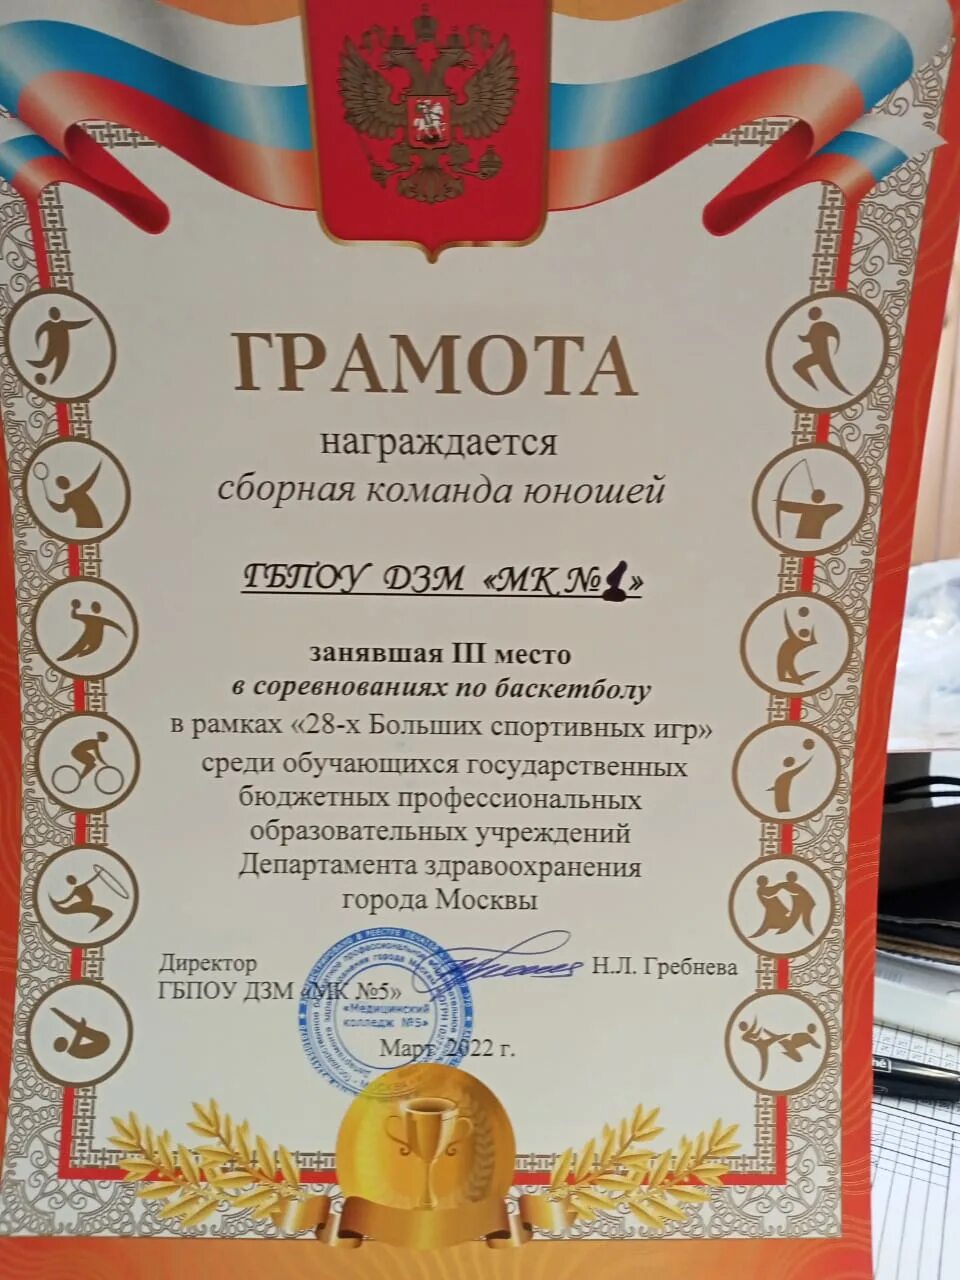 ГРАМОТА
награждается
сборная команда юношей
ГБПОУ ДЗМ «МК №1»
занявшая III место
в соревнованиях по баскетболу
в рамках «28-х Больших спортивных игр»
среди обучающихся государственных
бюджетных профессиональных
образовательных учреждений
Департамента здравоохранения
города Москвы
Директор
ГБПОУ ДЗМ «МК №5»
Н.Л. Гребнева
«Медицинский
колледж №5»
Март 2022 г.